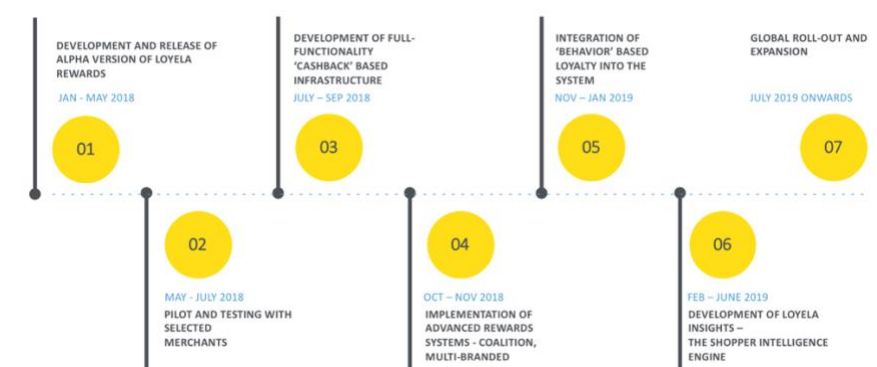 DEVELOPMENT AND RELEASE OF
ALPHA VERSION OF LOYELA
REWARDS
JAN - MAY 2018
01
MAY - JULY 2018
PILOT AND TESTING WITH
SELECTED
MERCHANTS
02
DEVELOPMENT OF FULL-
FUNCTIONALITY
‘CASHBACK’ BASED
INFRASTRUCTURE
JULY – SEP 2018
03
04
OCT – NOV 2018
IMPLEMENTATION OF
ADVANCED REWARDS
SYSTEMS - COALITION,
MULTI-BRANDED
INTEGRATION OF
‘BEHAVIOR’ BASED
LOYALTY INTO THE
SYSTEM
NOV – JAN 2019
05
06
FEB – JUNE 2019
DEVELOPMENT OF LOYELA
INSIGHTS –
THE SHOPPER INTELLIGENCE
ENGINE
GLOBAL ROLL-OUT AND
EXPANSION
JULY 2019 ONWARDS
07